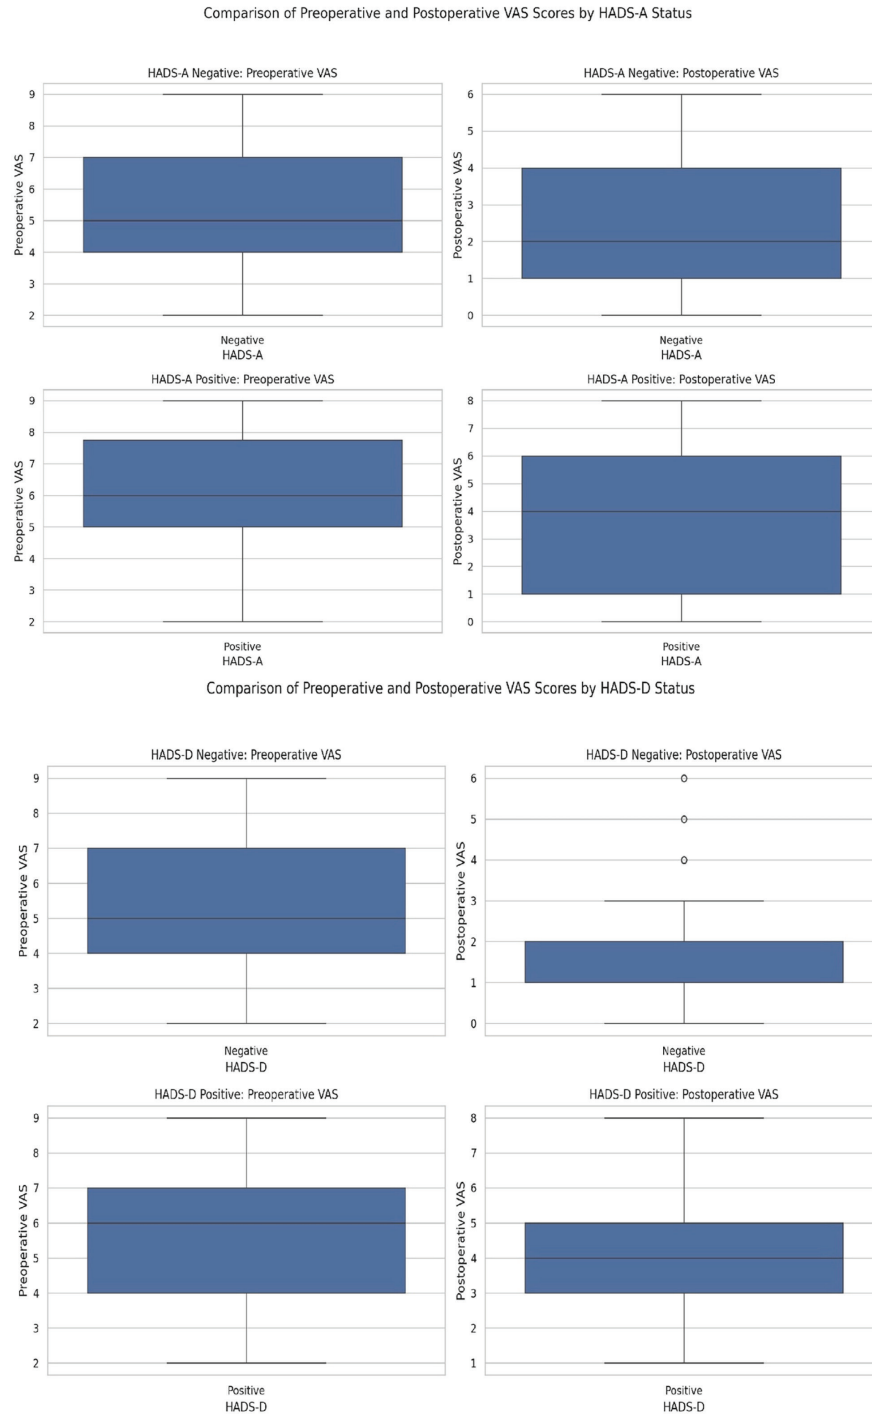 Comparison of Preoperative and Postoperative VAS Scores by HADS-A Status
HADS-A Negative: Preoperative VAS
Preoperative VAS
9
8
7
6
5
4
3
2
Negative
HADS-A
HADS-A Negative: Postoperative VAS
Postoperative VAS
6
5
4
3
2
1
0
Negative
HADS-A
HADS-A Positive: Preoperative VAS
Preoperative VAS
9
8
7
6
5
4
3
2
Positive
HADS-A
HADS-A Positive: Postoperative VAS
Postoperative VAS
8
7
6
5
4
3
2
1
0
Positive
HADS-A
Comparison of Preoperative and Postoperative VAS Scores by HADS-D Status
HADS-D Negative: Preoperative VAS
Preoperative VAS
9
8
7
6
5
4
3
2
Negative
HADS-D
HADS-D Negative: Postoperative VAS
Postoperative VAS
6
5
4
3
2
1
0
Negative
HADS-D
HADS-D Positive: Preoperative VAS
Preoperative VAS
9
8
7
6
5
4
3
2
Positive
HADS-D
HADS-D Positive: Postoperative VAS
Postoperative VAS
8
7
6
5
4
3
2
1
Positive
HADS-D